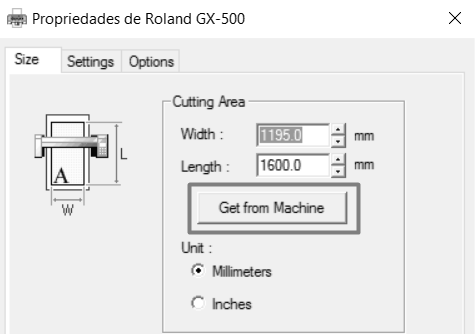 Propriedades de Roland GX-500
Size Settings Options
Cutting Area
Width : 1195.0 mm
Length : 1600.0 mm
L
A
W
Get from Machine
Unit :
Millimeters
Inches